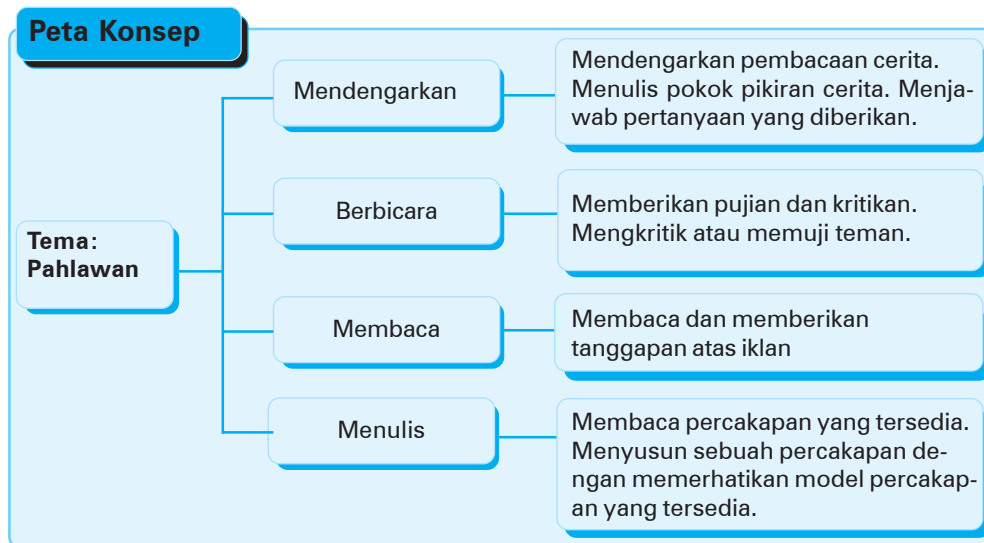 Peta Konsep
Tema:
Pahlawan
Mendengarkan
Mendengarkan pembacaan cerita.
Menulis pokok pikiran cerita. Menja-
wab pertanyaan yang diberikan.
Berbicara
Memberikan pujian dan kritikan.
Mengkritik atau memuji teman.
Membaca
Membaca dan memberikan
tanggapan atas iklan
Menulis
Membaca percakapan yang tersedia.
Menyusun sebuah percakapan de-
ngan memerhatikan model percakap-
an yang tersedia.